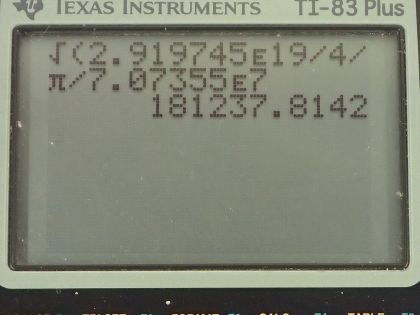 TEXAS INSTRUMENTS TI-83 Plus
√(2.919745ᴇ19/4/
π/7.07355ᴇ7
181237.8142